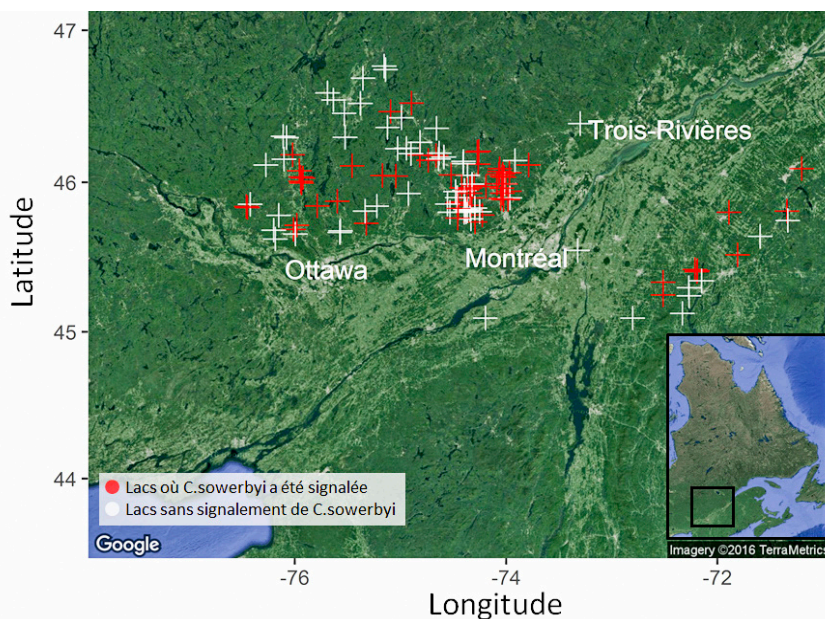 47
46
45
44
Latitude
Trois-Rivières
Montréal
Ottawa
Lacs où C.sowerbyi a été signalée
Lacs sans signalement de C.sowerbyi
Google
Imagery ©2016 TerraMetrics
-76
-74
-72
Longitude